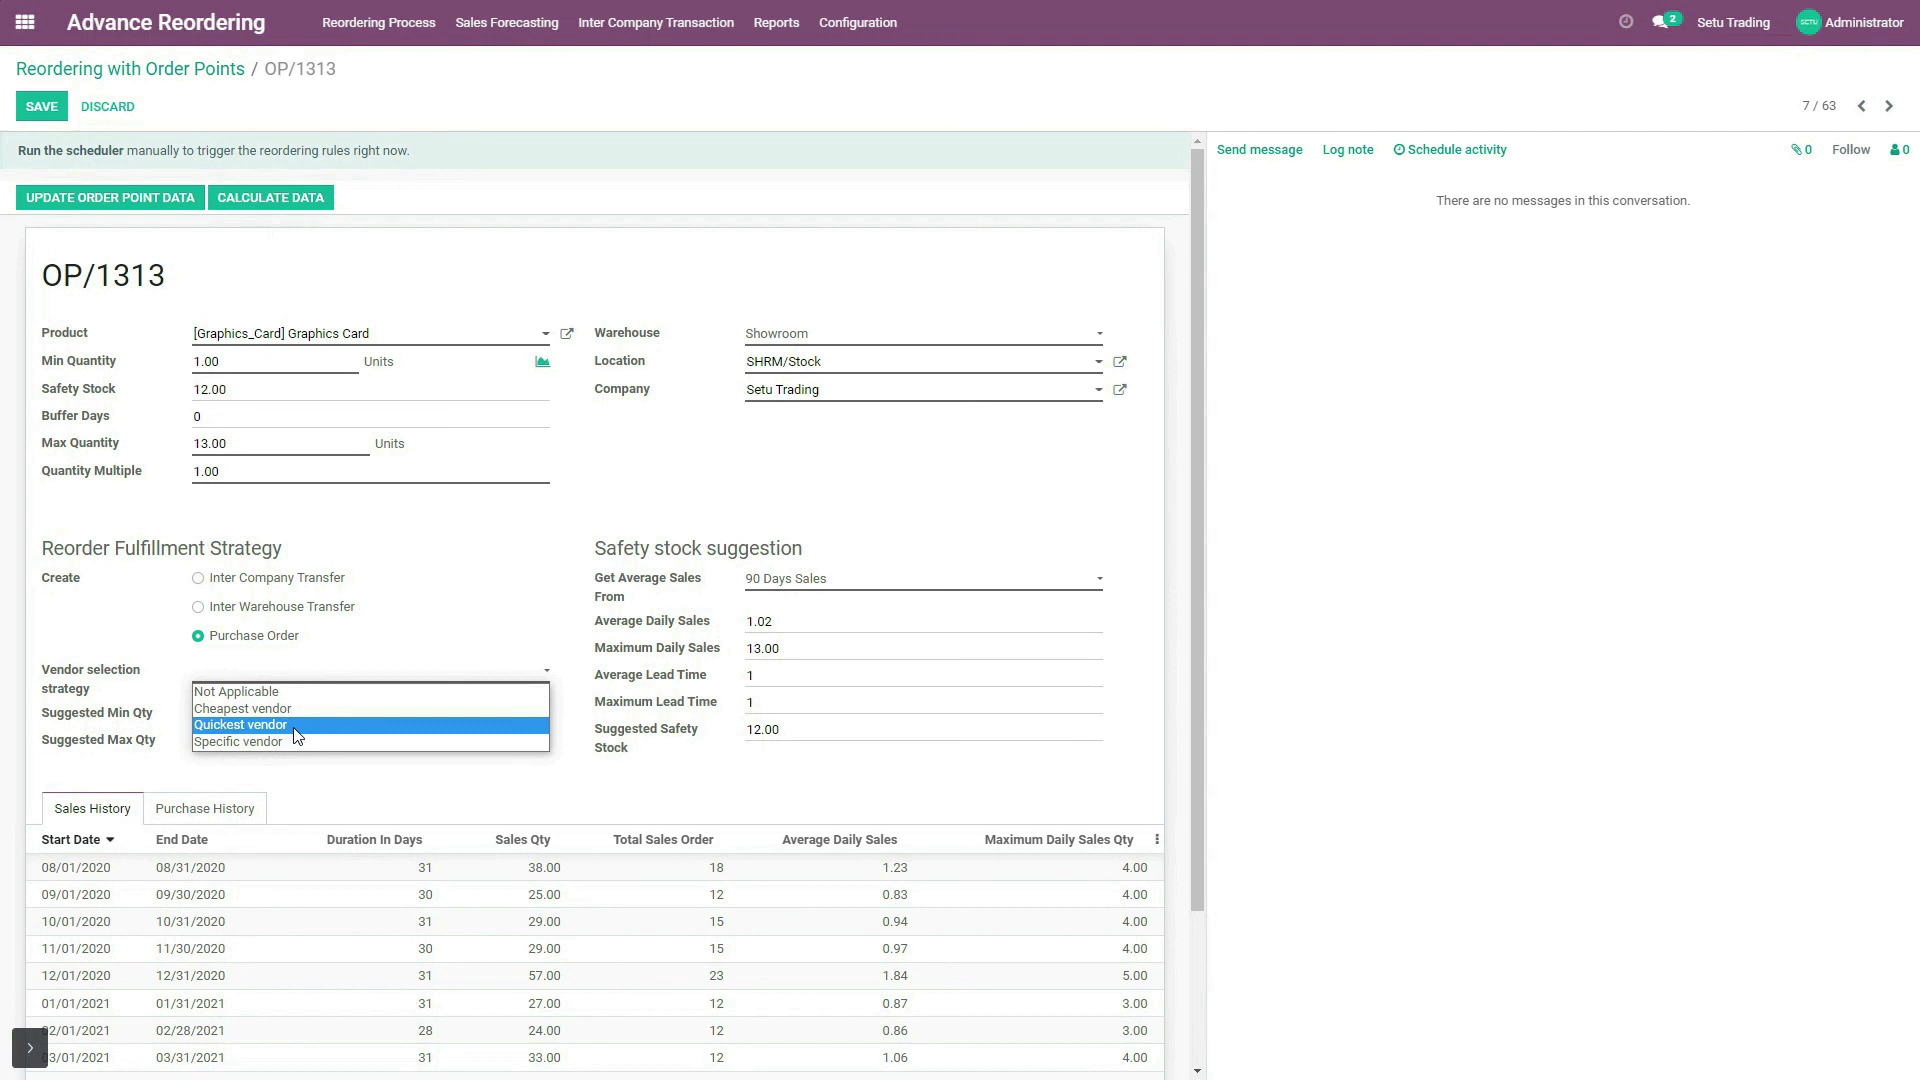 Advance Reordering Reordering Process Sales Forecasting Inter Company Transaction Reports Configuration 2 Setu Trading SETU Administrator
Reordering with Order Points / OP/1313
SAVE DISCARD 7 / 63
Run the scheduler manually to trigger the reordering rules right now.
Send message Log note Schedule activity 0 Follow 0
There are no messages in this conversation.
UPDATE ORDER POINT DATA CALCULATE DATA
OP/1313
Product [Graphics_Card] Graphics Card Warehouse Showroom
Min Quantity 1.00 Units Location SHRM/Stock
Safety Stock 12.00 Company Setu Trading
Buffer Days 0
Max Quantity 13.00 Units
Quantity Multiple 1.00
Reorder Fulfillment Strategy
Create Inter Company Transfer
Inter Warehouse Transfer
Purchase Order
Vendor selection
strategy
Not Applicable
Cheapest vendor
Quickest vendor
Specific vendor
Suggested Min Qty
Suggested Max Qty
Safety stock suggestion
Get Average Sales 90 Days Sales
From
Average Daily Sales 1.02
Maximum Daily Sales 13.00
Average Lead Time 1
Maximum Lead Time 1
Suggested Safety 12.00
Stock
Sales History Purchase History
Start Date End Date Duration In Days Sales Qty Total Sales Order Average Daily Sales Maximum Daily Sales Qty
08/01/2020 08/31/2020 31 38.00 18 1.23 4.00
09/01/2020 09/30/2020 30 25.00 12 0.83 4.00
10/01/2020 10/31/2020 31 29.00 15 0.94 4.00
11/01/2020 11/30/2020 30 29.00 15 0.97 4.00
12/01/2020 12/31/2020 31 57.00 23 1.84 5.00
01/01/2021 01/31/2021 31 27.00 12 0.87 3.00
2/01/2021 02/28/2021 28 24.00 12 0.86 3.00
3/01/2021 03/31/2021 31 33.00 12 1.06 4.00